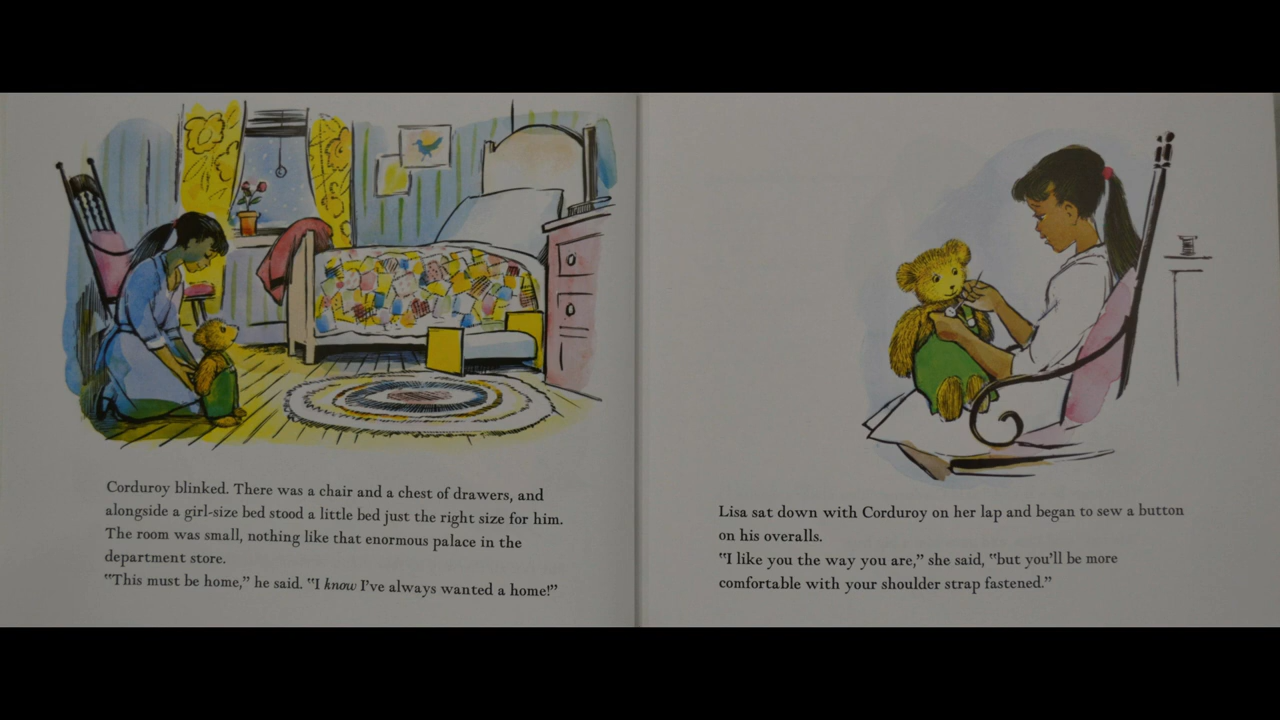 Corduroy blinked. There was a chair and a chest of drawers, and
alongside a girl-size bed stood a little bed just the right size for him.
The room was small, nothing like that enormous palace in the
department store.
"This must be home," he said. "I know I've always wanted a home!"
Lisa sat down with Corduroy on her lap and began to sew a button
on his overalls.
"I like you the way you are," she said, "but you'll be more
comfortable with your shoulder strap fastened."